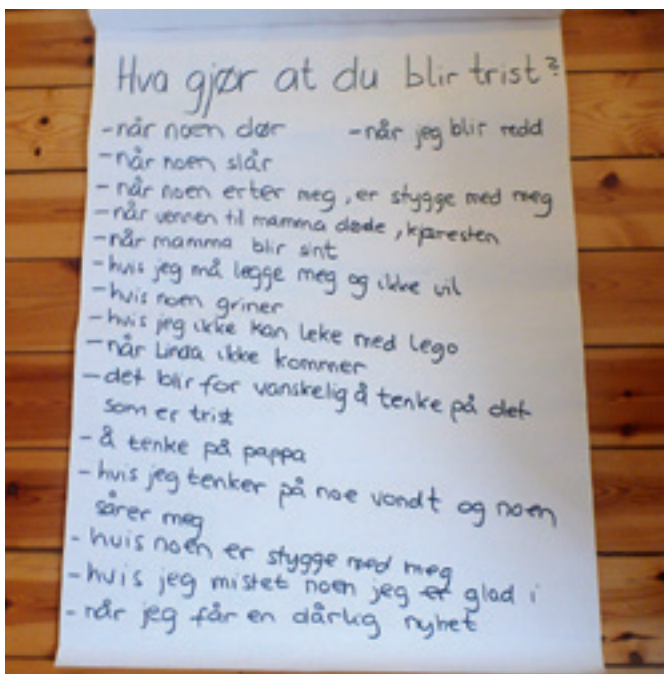 Hva gjør at du blir trist?
- når noen dør - når jeg blir redd
- når noen slår
- når noen erter meg, er stygge med meg
- når vennen til mamma døde, kjæresten
- når mamma blir sint
- hvis jeg må legge meg og ikke vil
- hvis noen griner
- hvis jeg ikke kan leke med lego
- når Linda ikke kommer
- det blir for vanskelig å tenke på det
som er trist
- å tenke på pappa
- hvis jeg tenker på noe vondt og noen
sårer meg
- hvis noen er stygge med meg
- hvis jeg mistet noen jeg er glad i
- når jeg får en dårlig nyhet